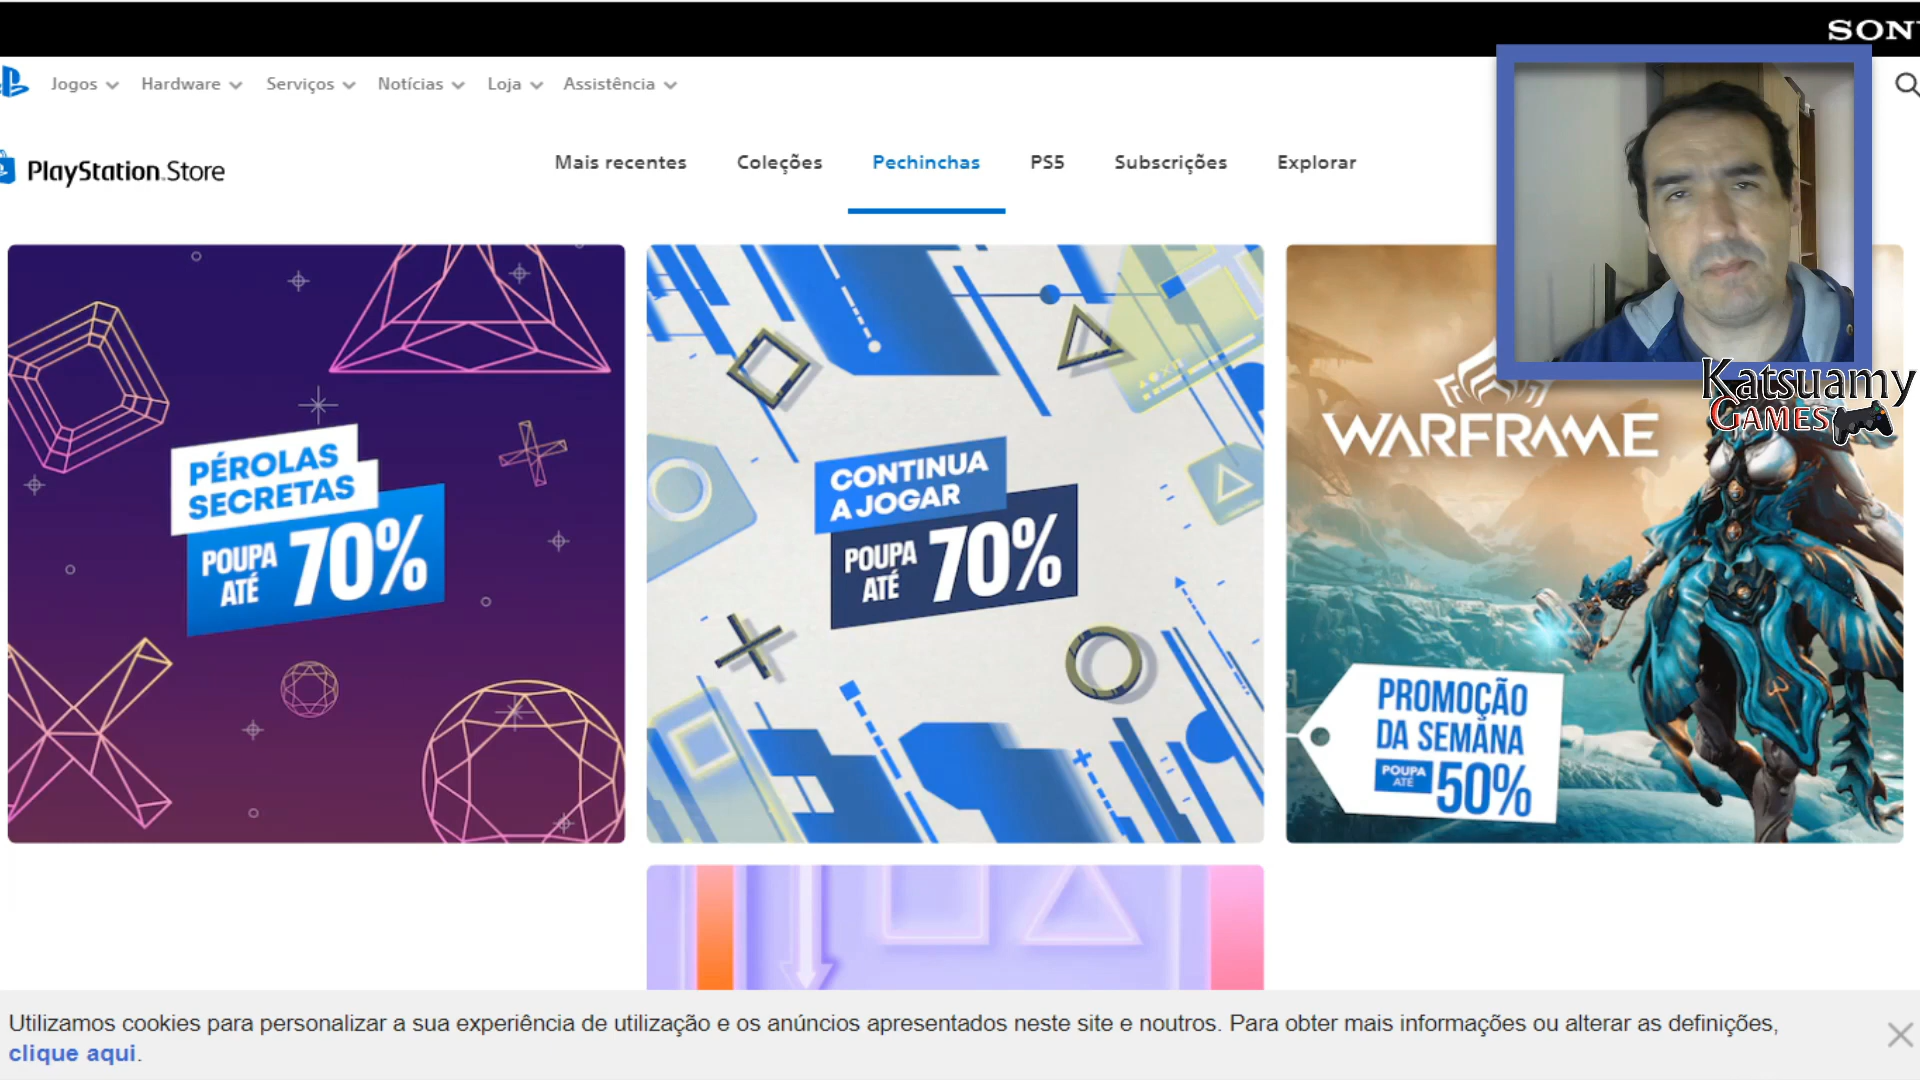 SON
Jogos Hardware Serviços Notícias Loja Assistência
PlayStation.Store
Mais recentes Coleções Pechinchas PS5 Subscrições Explorar
PÉROLAS
SECRETAS
POUPA
ATÉ 70%
CONTINUA
A JOGAR
POUPA
ATÉ 70%
WARFRAME
PROMOÇÃO
DA SEMANA
POUPA
ATÉ 50%
Katsuamy
GAMES
Utilizamos cookies para personalizar a sua experiência de utilização e os anúncios apresentados neste site e noutros. Para obter mais informações ou alterar as definições,
clique aqui.